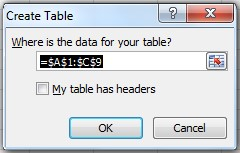 Create Table
?
Where is the data for your table?
=$A$1:$C$9
My table has headers
OK
Cancel